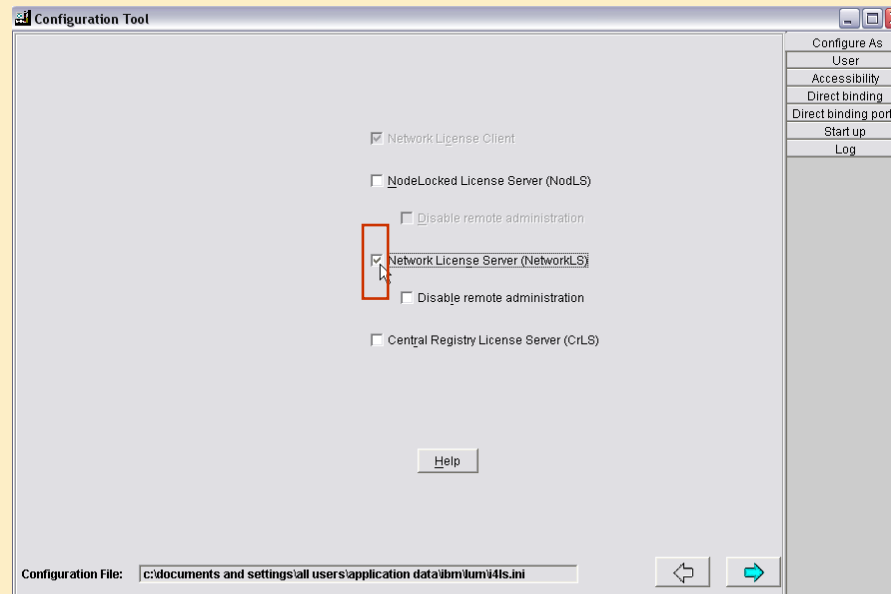 Configuration Tool
Configure As
User
Accessibility
Direct binding
Direct binding port
Start up
Log
Network License Client
NodeLocked License Server (NodLS)
Disable remote administration
Network License Server (NetworkLS)
Disable remote administration
Central Registry License Server (CrLS)
Help
Configuration File: c:\documents and settings\all users\application data\ibm\lum\i4ls.ini